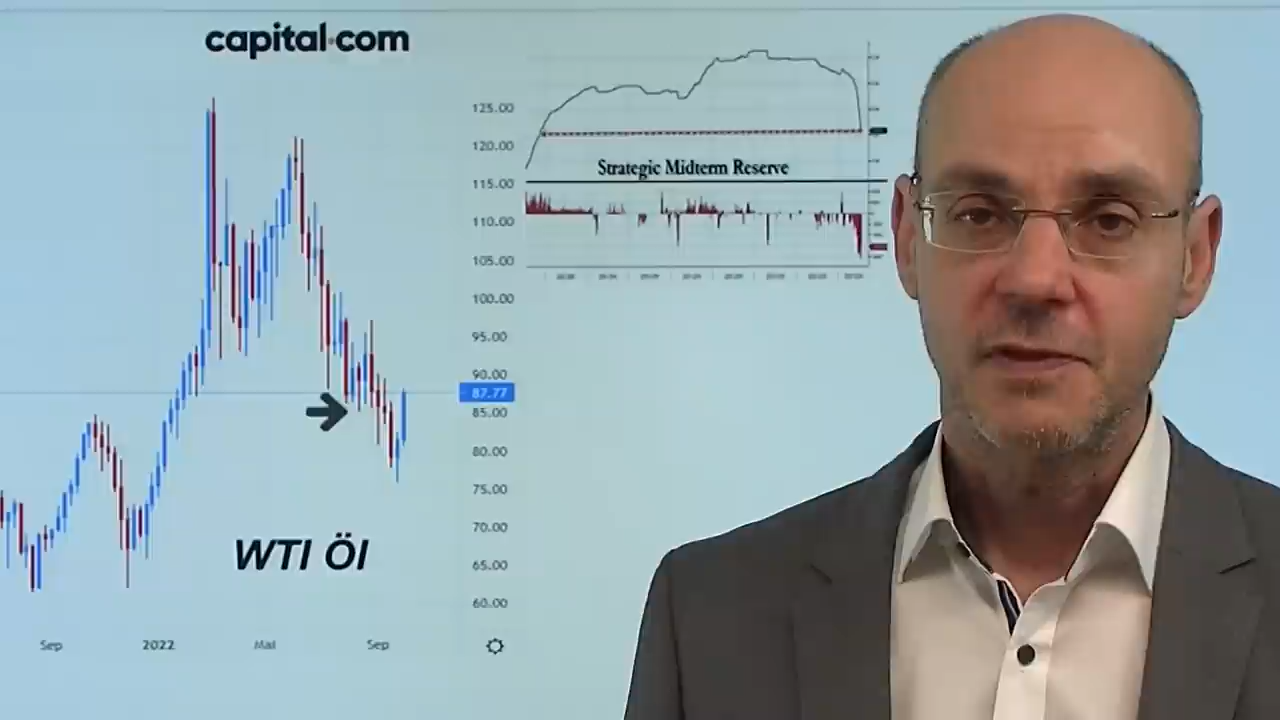 capital.com
125.00
120.00
115.00
110.00
105.00
100.00
95.00
90.00
87.77
85.00
80.00
75.00
70.00
65.00
60.00
WTI Öl
Sep
2022
Mai
Sep
Strategic Midterm Reserve